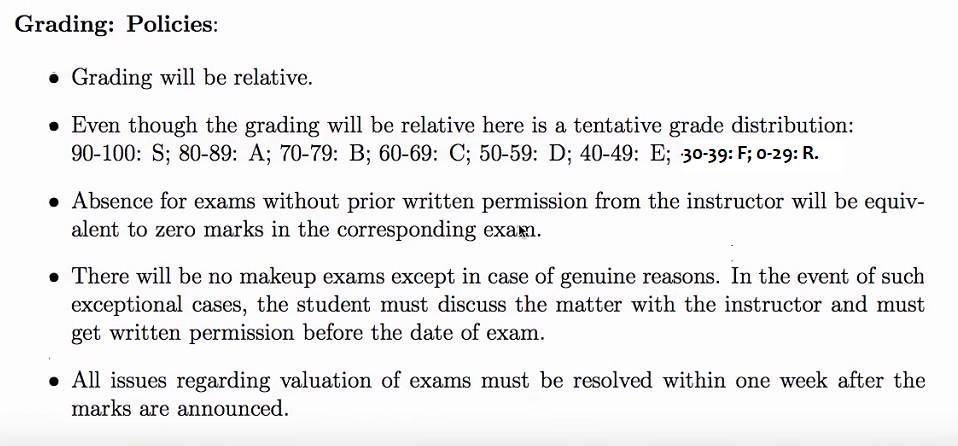 Grading: Policies:
• Grading will be relative.
• Even though the grading will be relative here is a tentative grade distribution:
90-100: S; 80-89: A; 70-79: B; 60-69: C; 50-59: D; 40-49: E; 30-39: F; 0-29: R.
• Absence for exams without prior written permission from the instructor will be equiv-
alent to zero marks in the corresponding exam.
• There will be no makeup exams except in case of genuine reasons. In the event of such
exceptional cases, the student must discuss the matter with the instructor and must
get written permission before the date of exam.
• All issues regarding valuation of exams must be resolved within one week after the
marks are announced.